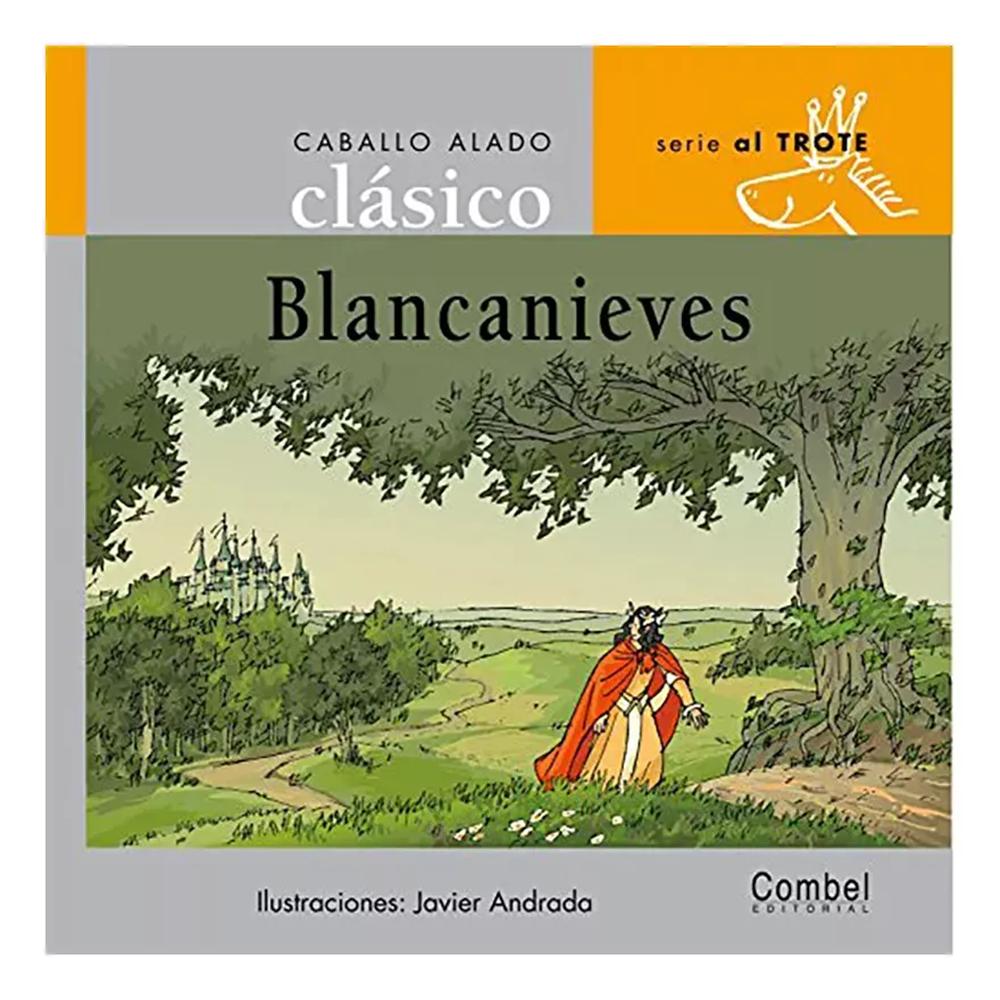 CABALLO ALADO
clásico
serie al TROTE
Blancanieves
Ilustraciones: Javier Andrada
Combel
EDITORIAL